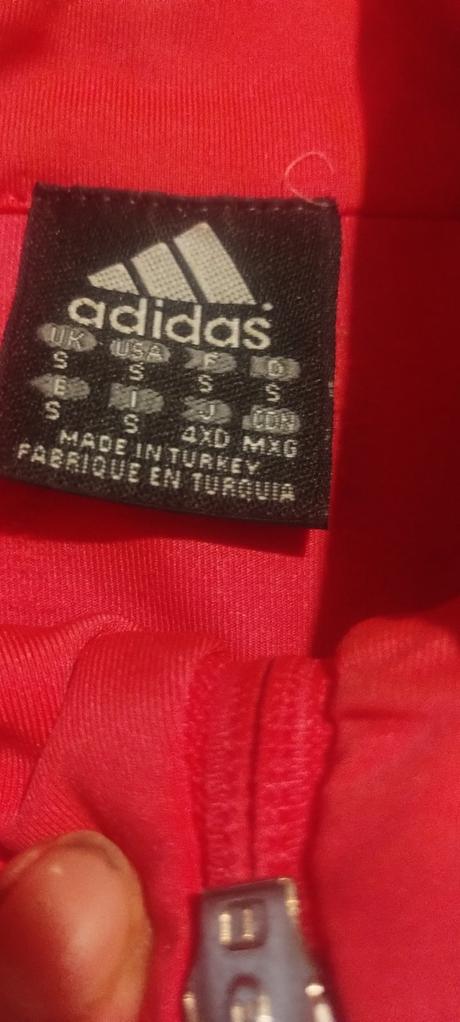 adidas
UK USA F D
S S S S
E I J CDN
S S 4XD MXG
MADE IN TURKEY
FABRIQUE EN TURQUIA